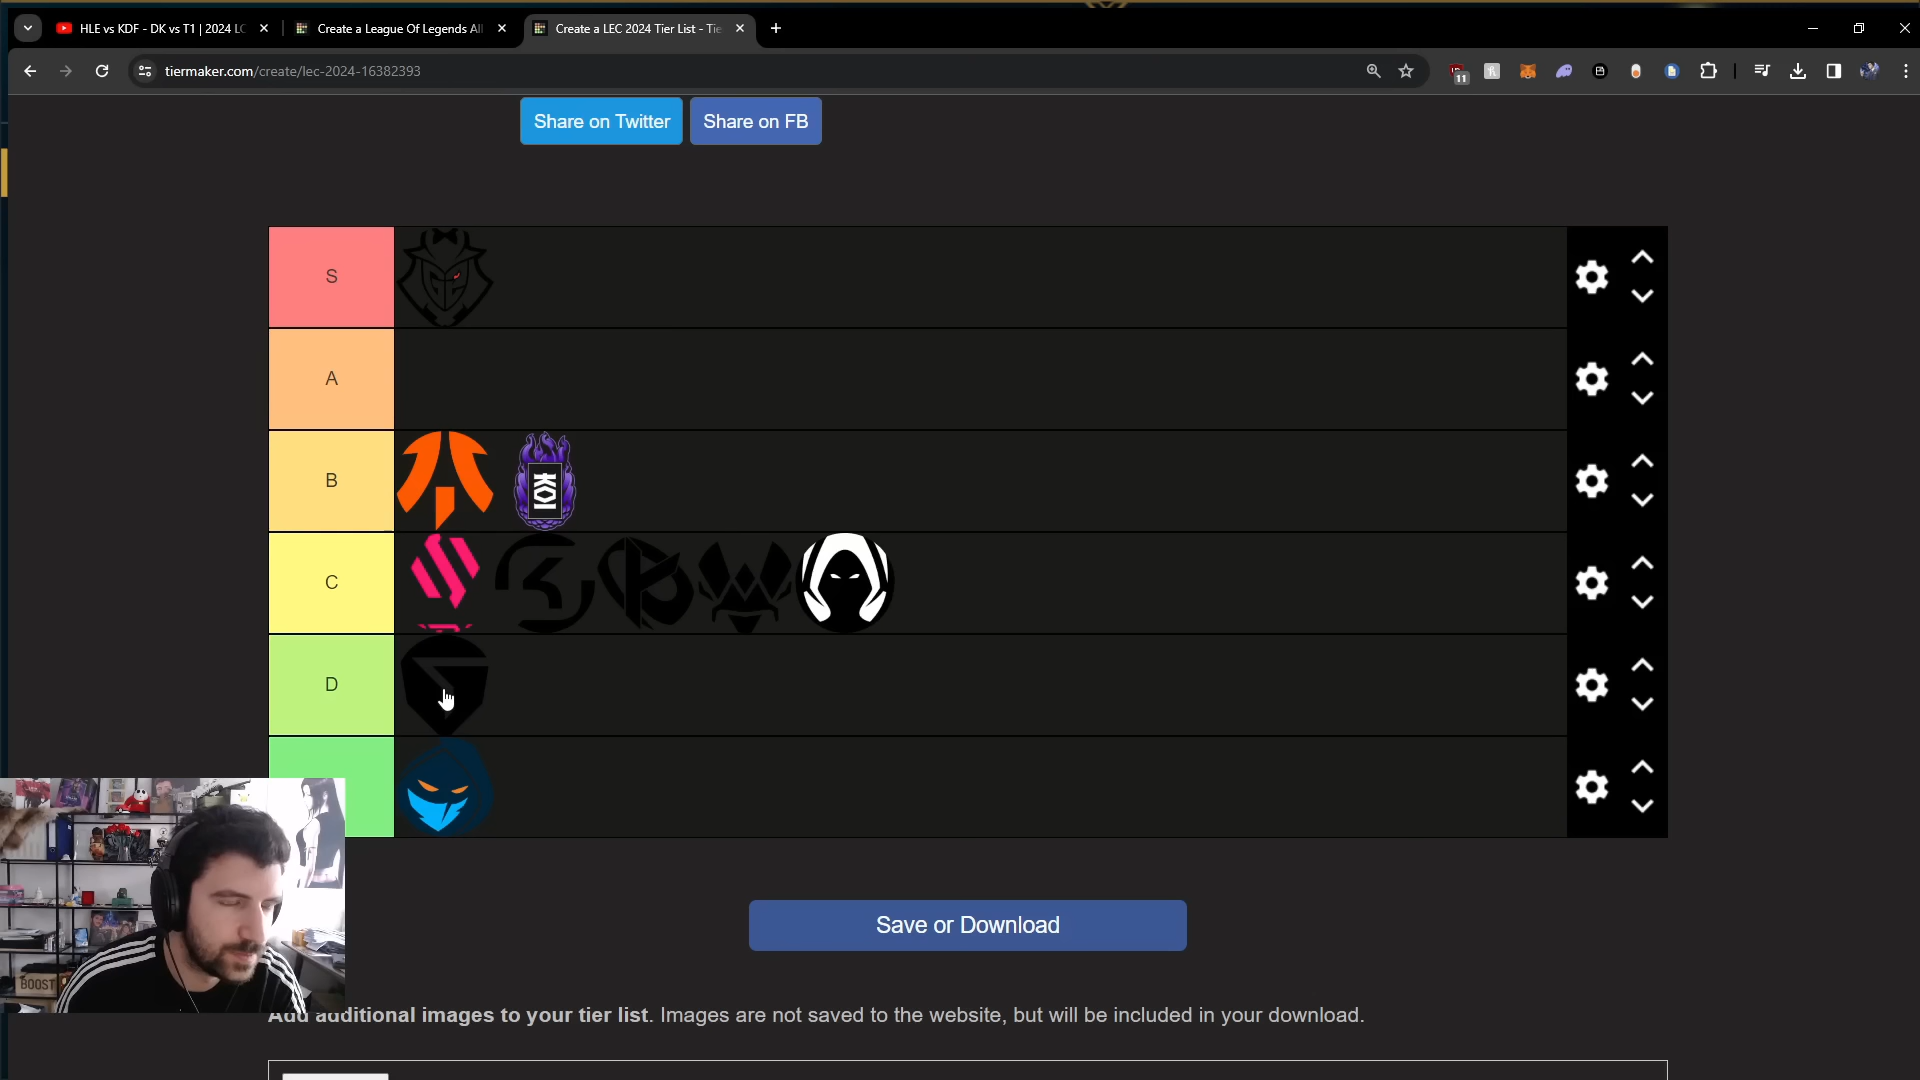 HLE vs KDF - DK vs T1 | 2024 LC
Create a League Of Legends All
Create a LEC 2024 Tier List - Tie
tiermaker.com/create/lec-2024-16382393
11
Share on Twitter
Share on FB
S
A
B
KOI
C
D
BOOST
Save or Download
Add additional images to your tier list. Images are not saved to the website, but will be included in your download.